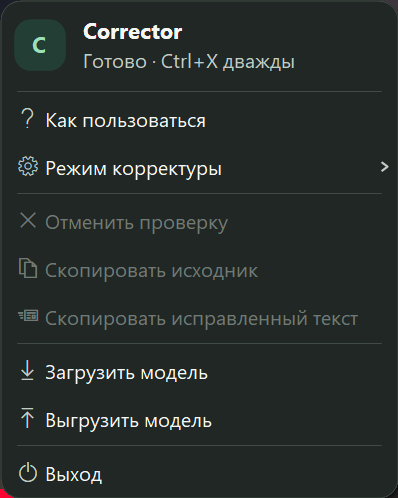 C
Corrector
Готово · Ctrl+X дважды
Как пользоваться
Режим корректуры
Отменить проверку
Скопировать исходник
Скопировать исправленный текст
Загрузить модель
Выгрузить модель
Выход